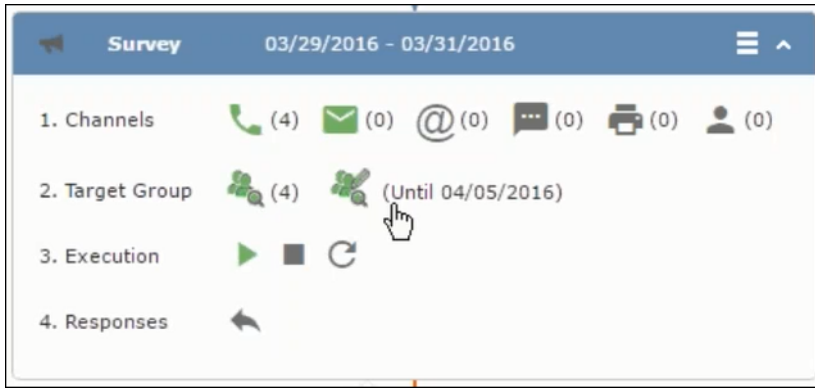 Survey 03/29/2016 - 03/31/2016
1. Channels (4) (0) @ (0) (0) (0) (0)
2. Target Group (4) (Until 04/05/2016)
3. Execution
4. Responses